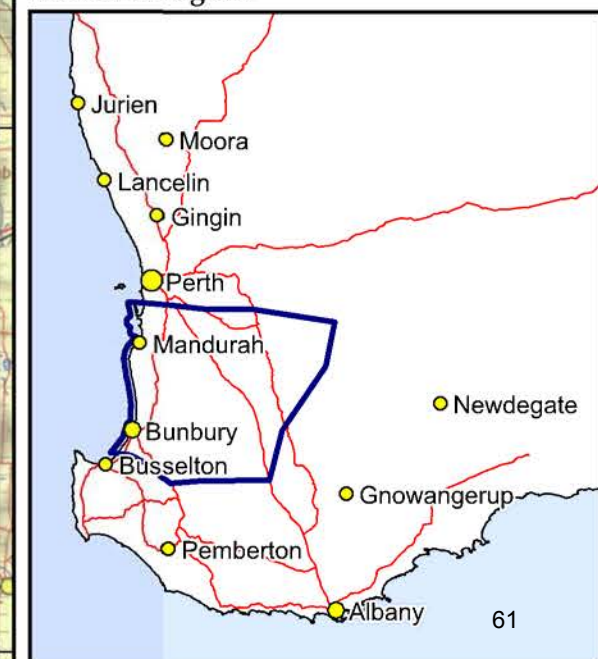 Jurien
Moora
Lancelin
Gingin
Perth
Mandurah
Newdegate
Bunbury
Busselton
Gnowangerup
Pemberton
Albany
61